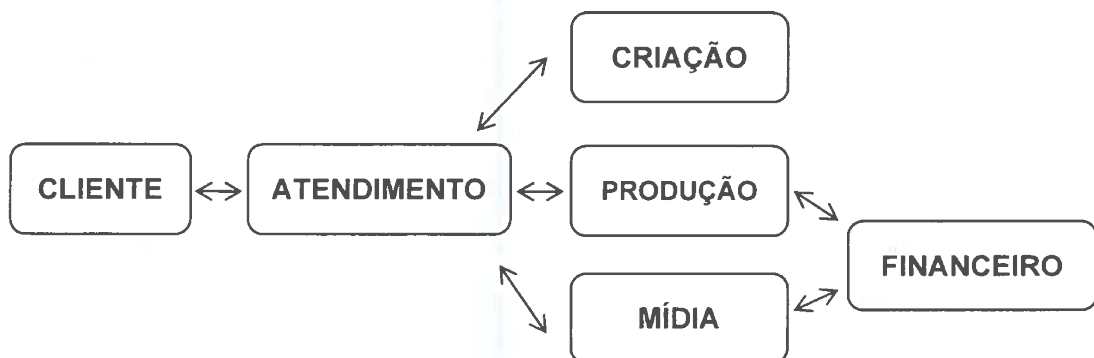 CRIAÇÃO
CLIENTE
ATENDIMENTO
PRODUÇÃO
FINANCEIRO
MÍDIA